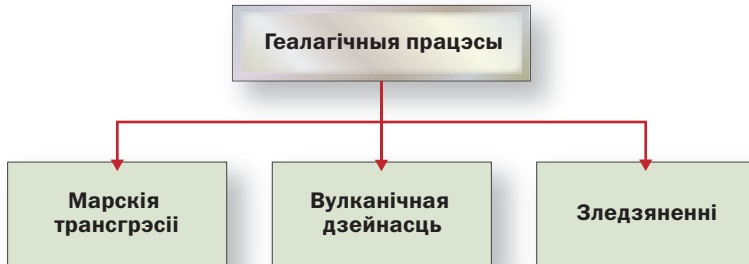 Геалагічныя працэсы
Марскія
трансгрэсіі
Вулканічная
дзейнасць
Зледзяненні